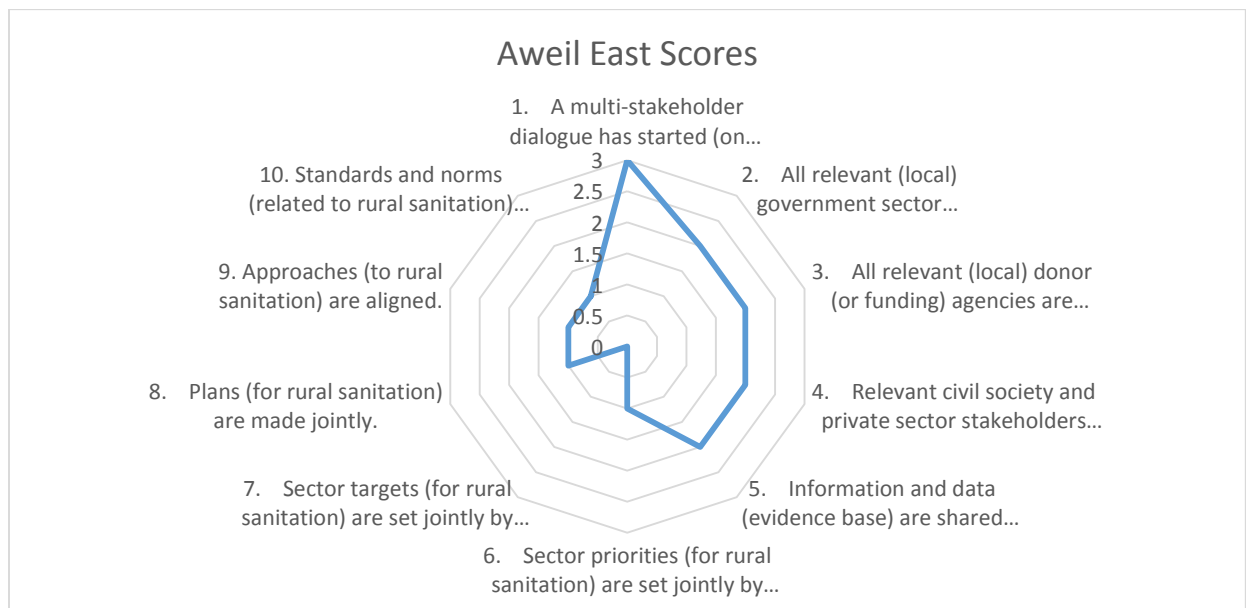 Aweil East Scores
1. A multi-stakeholder
dialogue has started (on...
2. All relevant (local)
government sector...
3. All relevant (local) donor
(or funding) agencies are...
4. Relevant civil society and
private sector stakeholders...
5. Information and data
(evidence base) are shared...
6. Sector priorities (for rural
sanitation) are set jointly by...
7. Sector targets (for rural
sanitation) are set jointly by...
8. Plans (for rural sanitation)
are made jointly.
9. Approaches (to rural
sanitation) are aligned.
10. Standards and norms
(related to rural sanitation)...
3
2.5
2
1.5
1
0.5
0